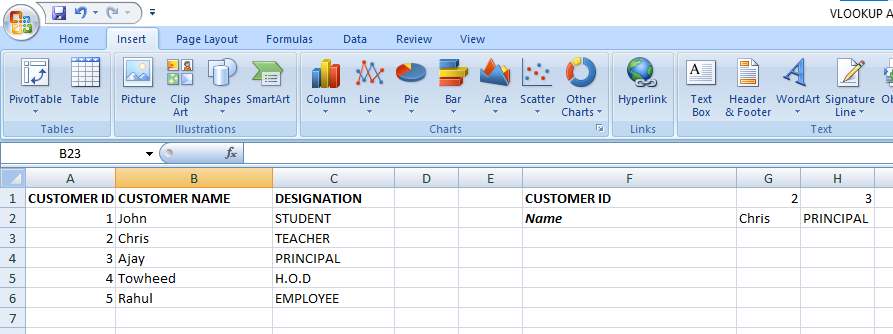 VLOOKUP A
Home Insert Page Layout Formulas Data Review View
PivotTable Table Picture Clip Art Shapes SmartArt Column Line Pie Bar Area Scatter Other Charts Hyperlink Text Box Header & Footer WordArt Signature Line
Tables Illustrations Charts Links Text
B23 fx
A B C D E F G H
1 CUSTOMER ID CUSTOMER NAME DESIGNATION CUSTOMER ID 2 3
2 1 John STUDENT Name Chris PRINCIPAL
3 2 Chris TEACHER
4 3 Ajay PRINCIPAL
5 4 Towheed H.O.D
6 5 Rahul EMPLOYEE
7